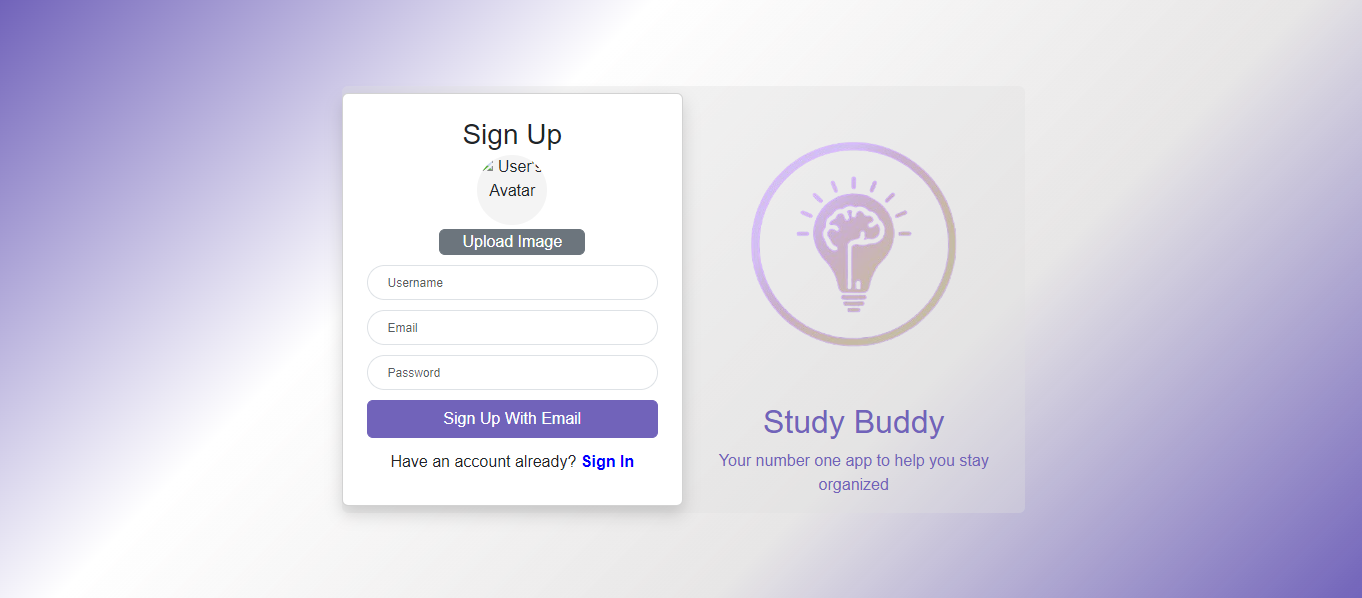 Sign Up
User's
Avatar
Upload Image
Username
Email
Password
Sign Up With Email
Have an account already? Sign In
Study Buddy
Your number one app to help you stay
organized